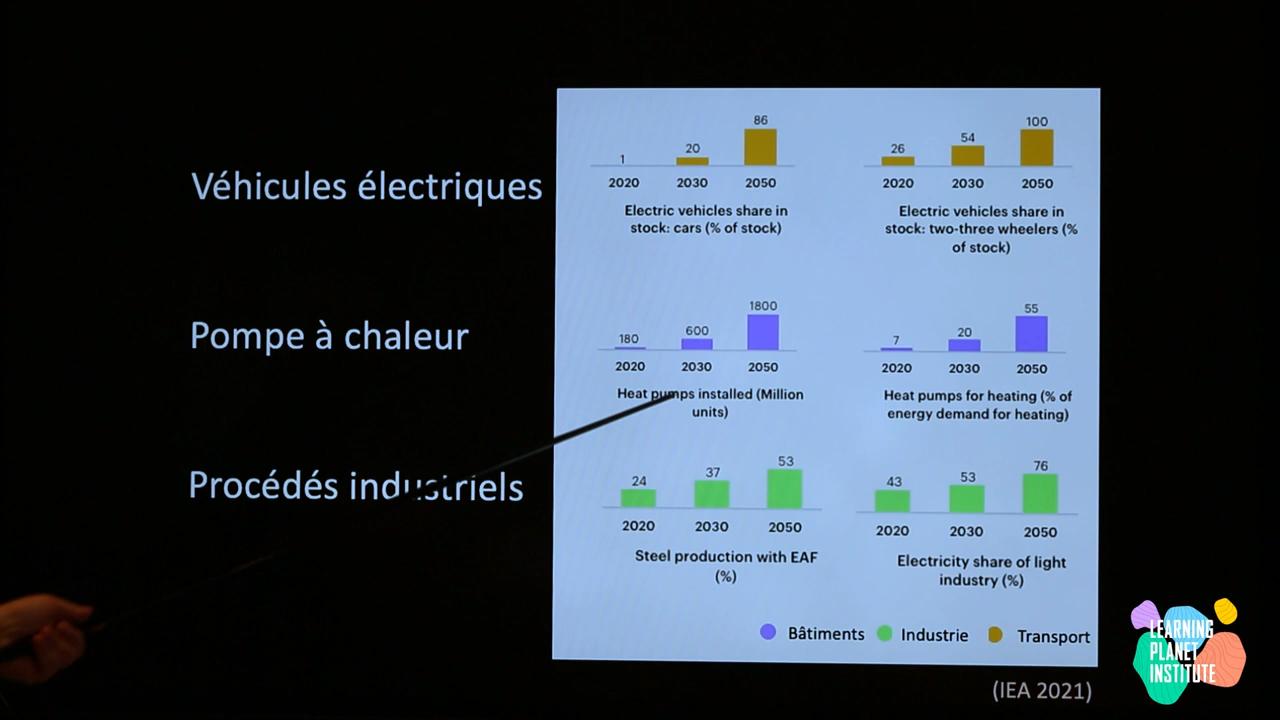 Véhicules électriques
1 20 86
2020 2030 2050
Electric vehicles share in
stock: cars (% of stock)
26 54 100
2020 2030 2050
Electric vehicles share in
stock: two-three wheelers (%
of stock)
Pompe à chaleur
180 600 1800
2020 2030 2050
Heat pumps installed (Million
units)
7 20 55
2020 2030 2050
Heat pumps for heating (% of
energy demand for heating)
Procédés industriels
24 37 53
2020 2030 2050
Steel production with EAF
(%)
43 53 76
2020 2030 2050
Electricity share of light
industry (%)
Bâtiments Industrie Transport
(IEA 2021)
LEARNING
PLANET
INSTITUTE